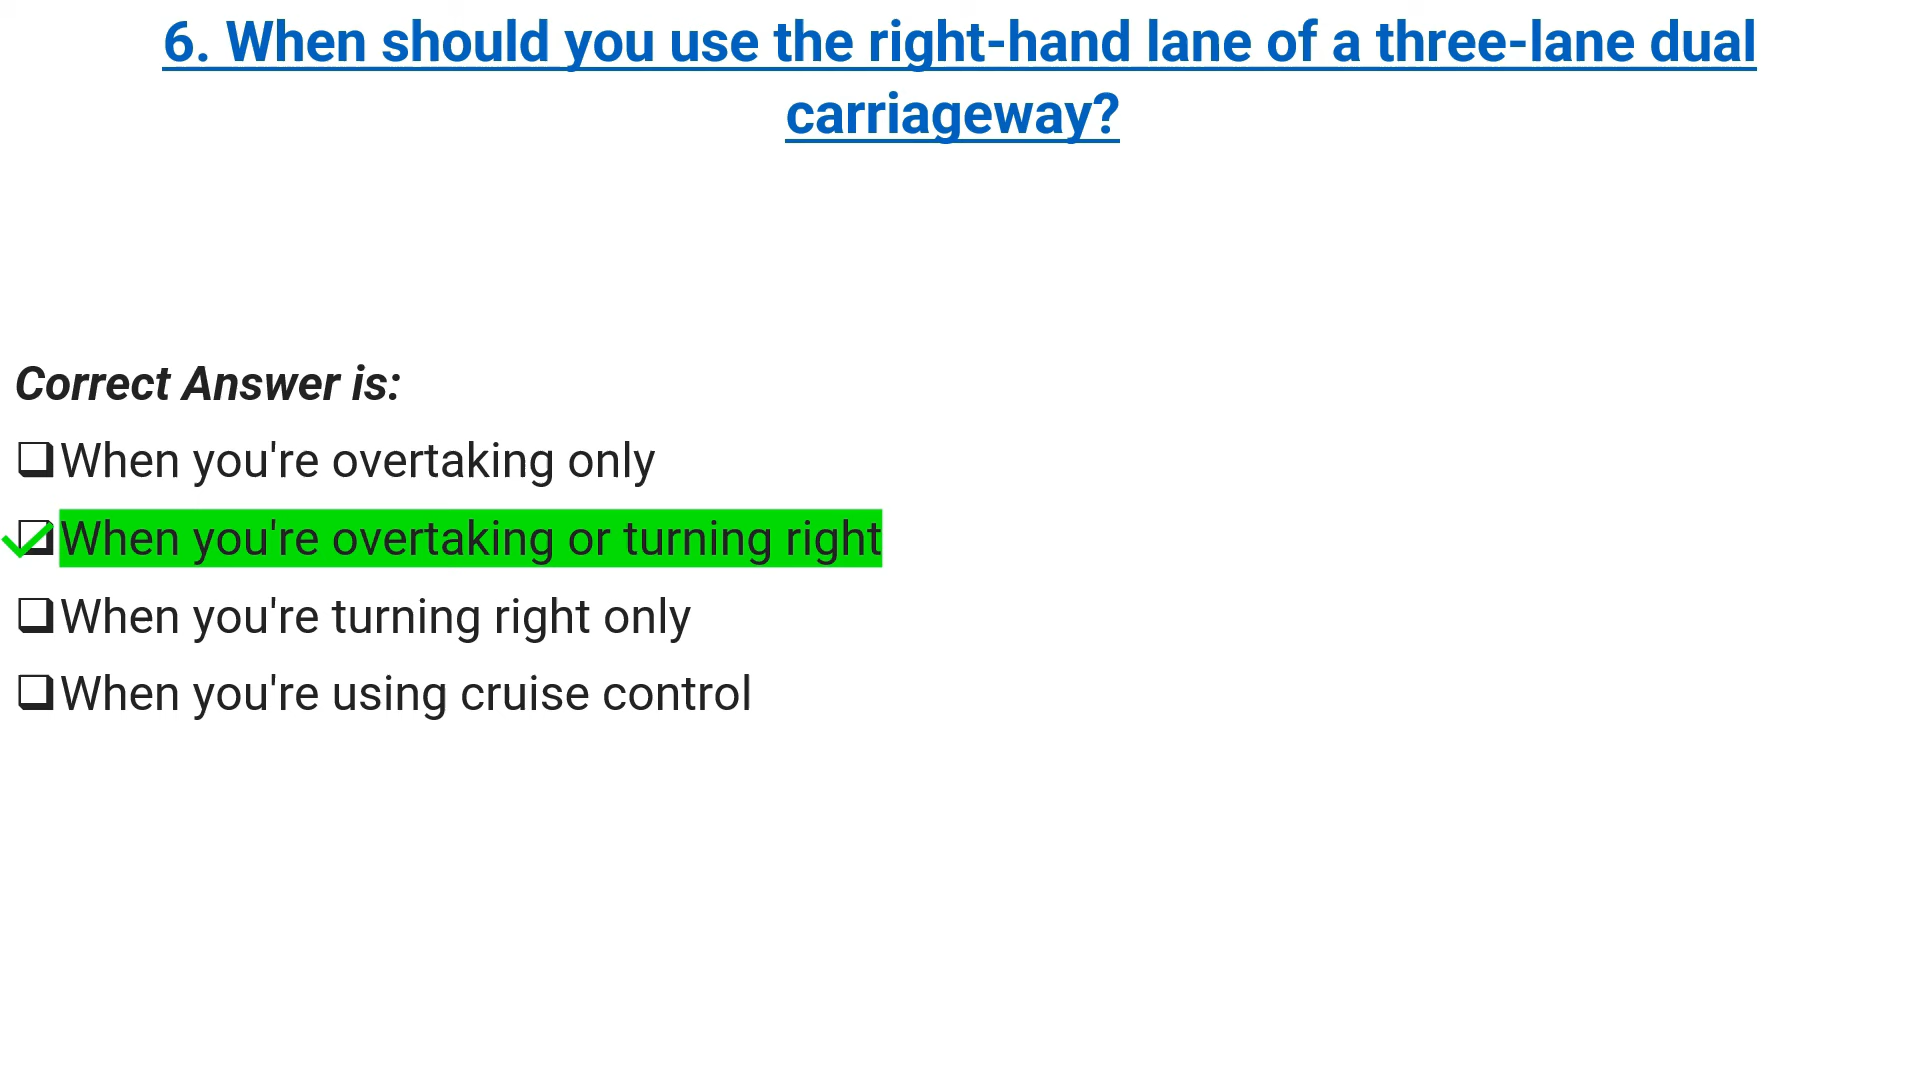 6. When should you use the right-hand lane of a three-lane dual
carriageway?
Correct Answer is:
When you're overtaking only
When you're overtaking or turning right
When you're turning right only
When you're using cruise control